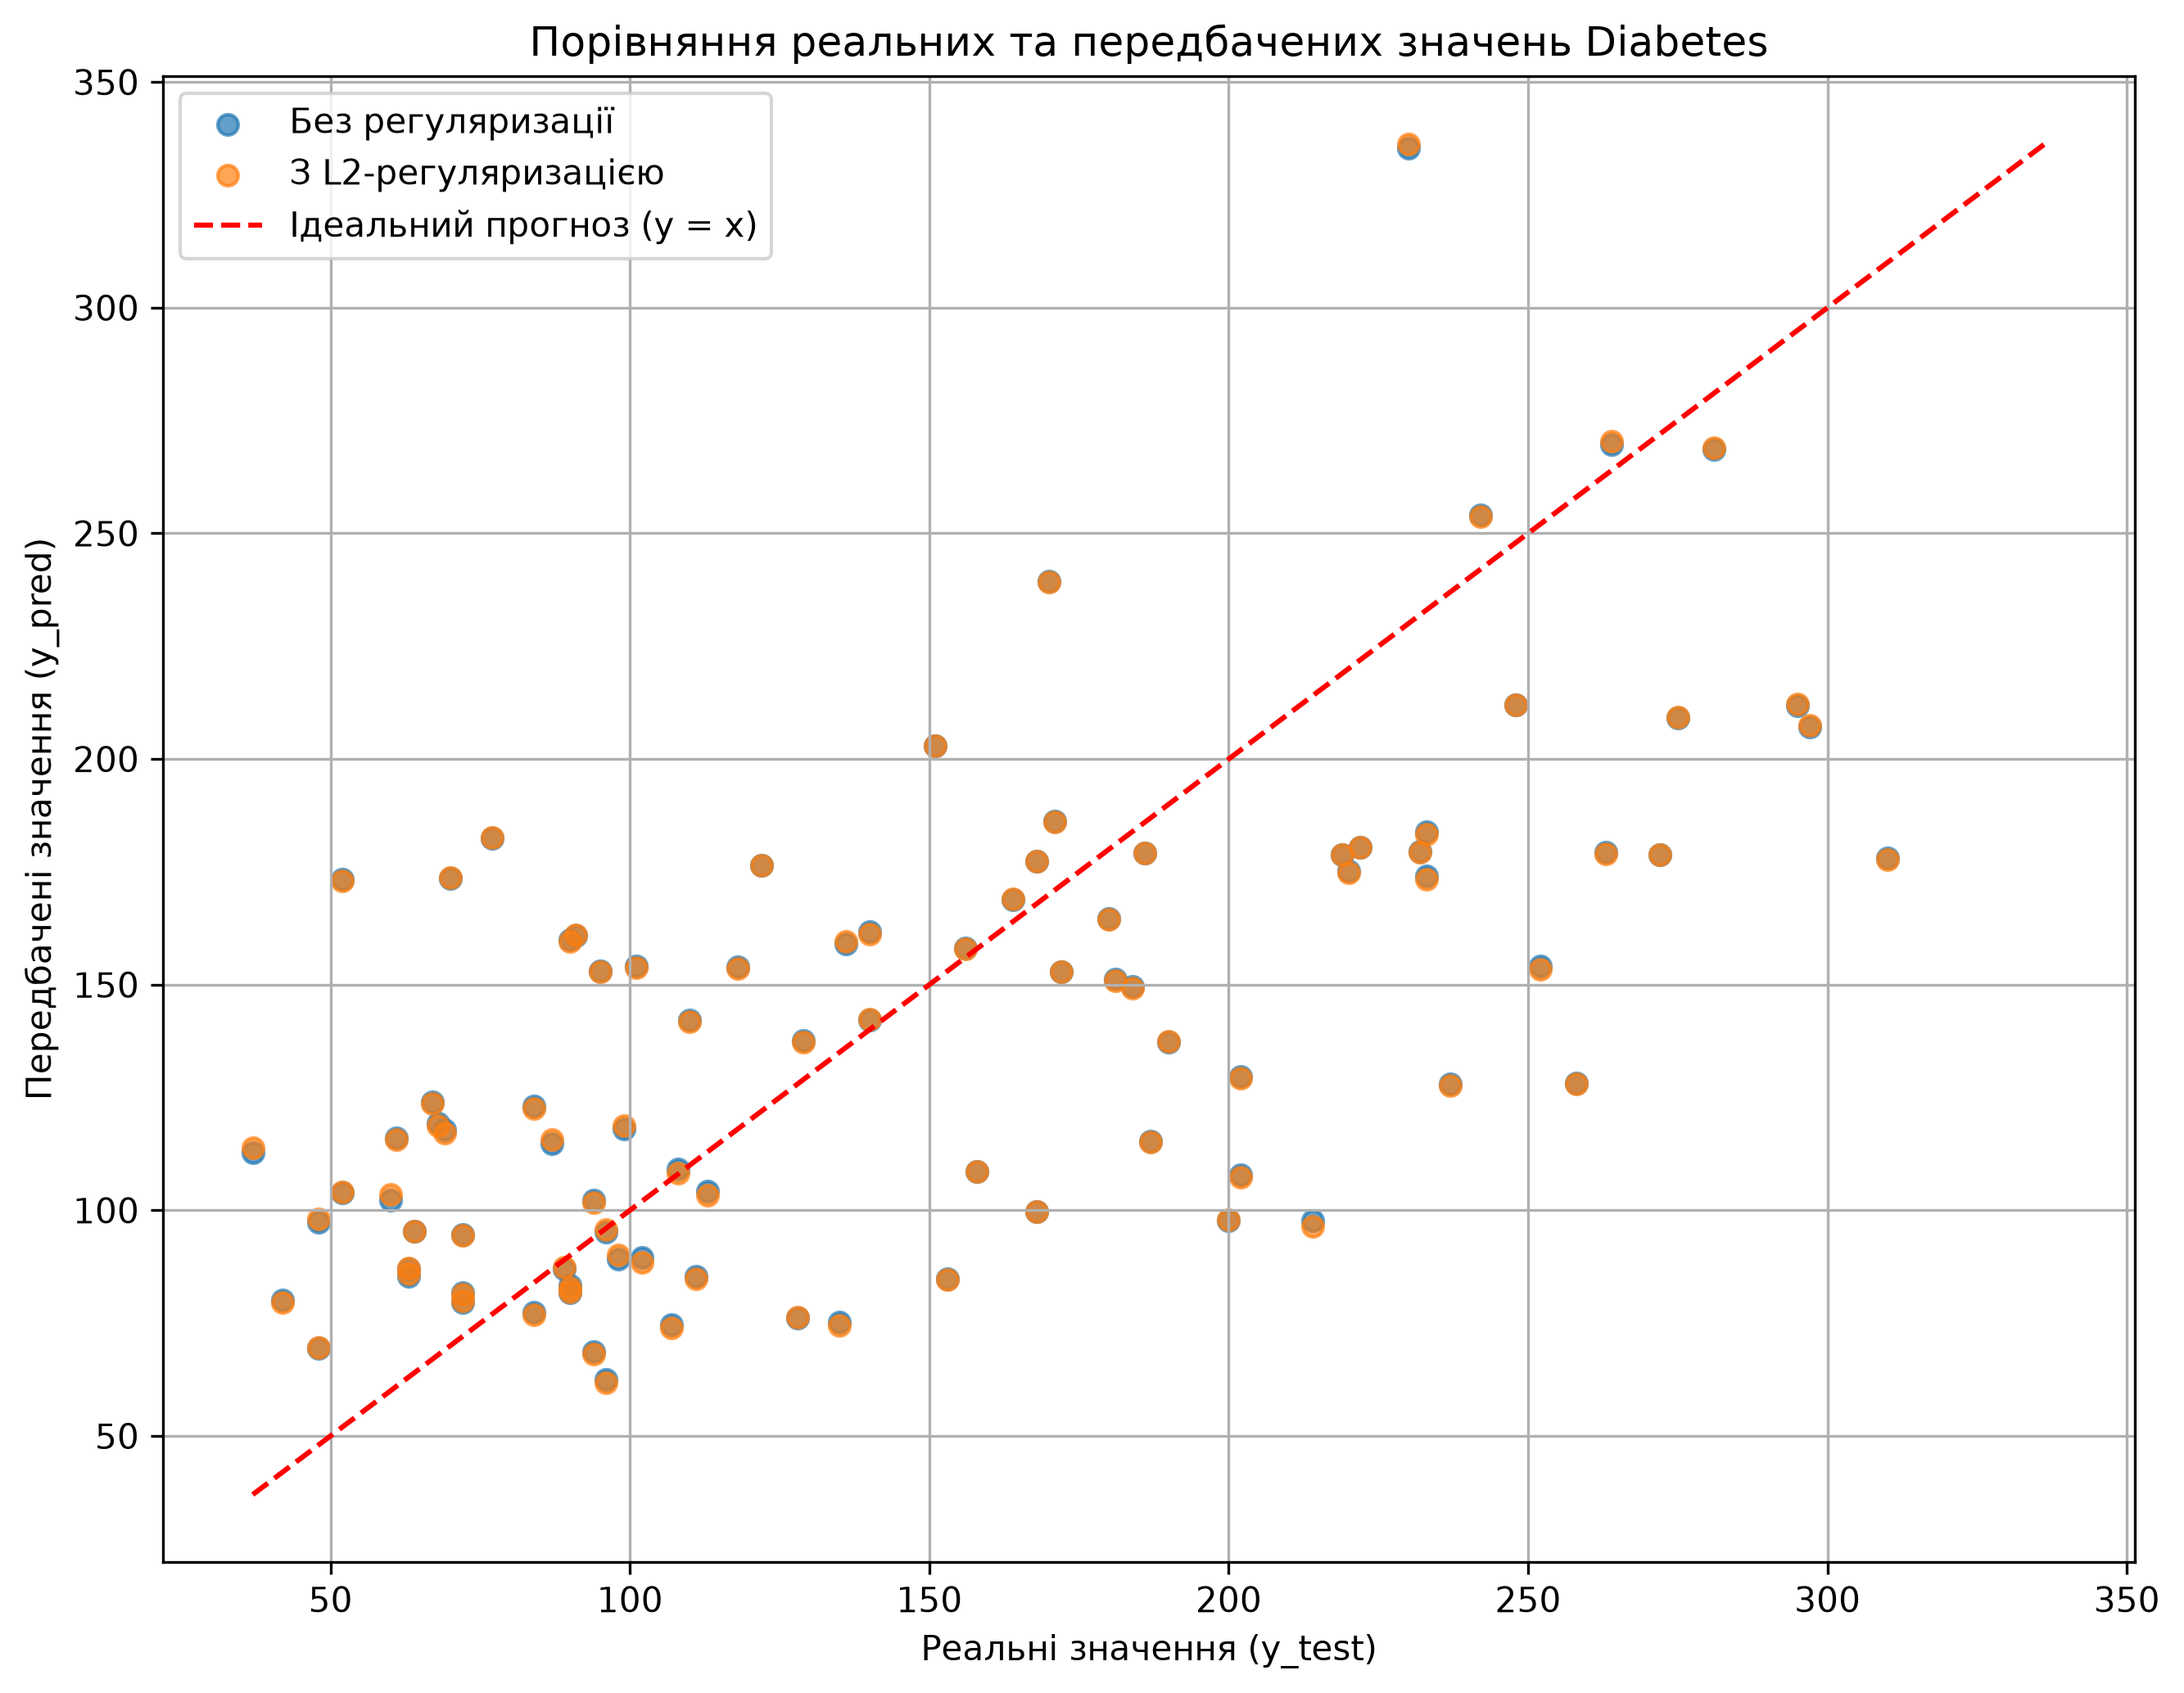 Порівняння реальних та передбачених значень Diabetes
Без регуляризації
З L2-регуляризацією
Ідеальний прогноз (y = x)
350
300
250
200
150
100
50
Передбачені значення (y_pred)
50
100
150
200
250
300
350
Реальні значення (y_test)